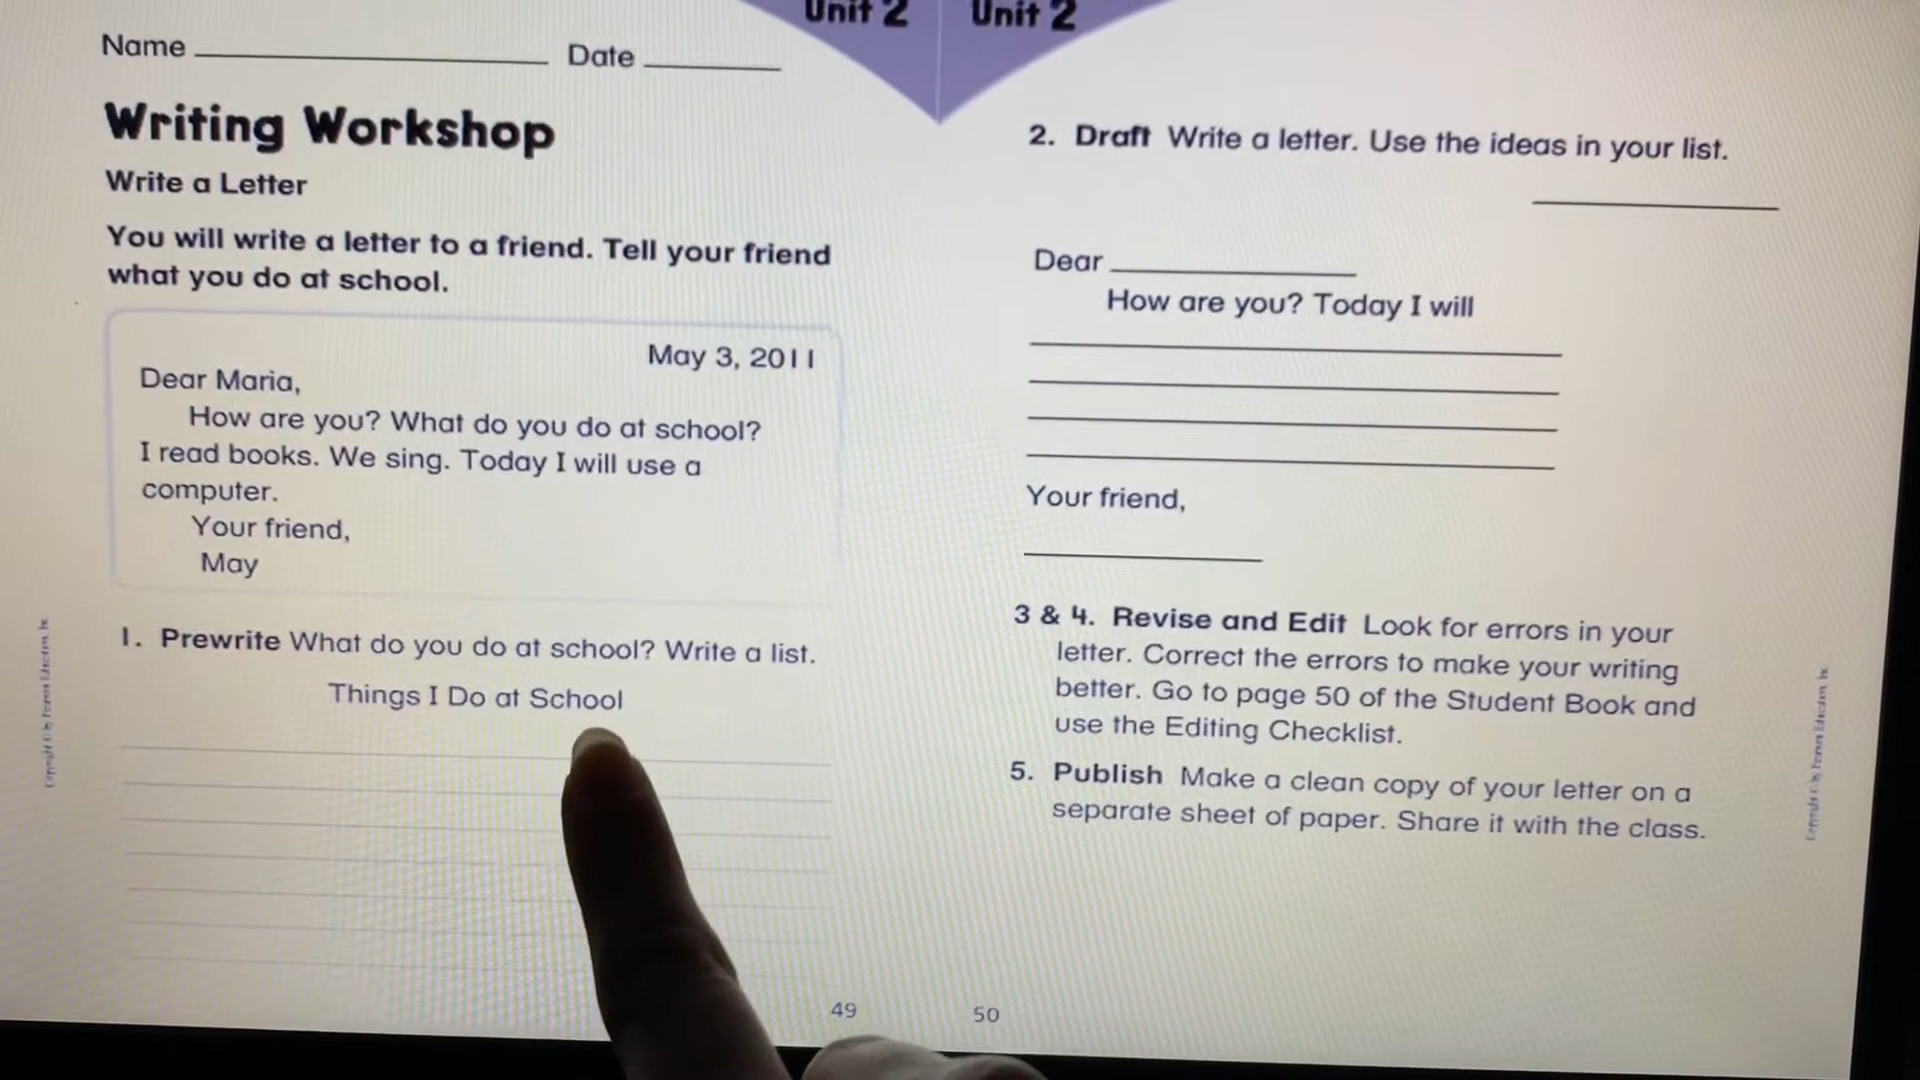 Unit 2
Name
Date
Writing Workshop
Write a Letter
You will write a letter to a friend. Tell your friend
what you do at school.
May 3, 2011
Dear Maria,
How are you? What do you do at school?
I read books. We sing. Today I will use a
computer.
Your friend,
May
1. Prewrite What do you do at school? Write a list.
Things I Do at School
49
Unit 2
2. Draft Write a letter. Use the ideas in your list.
Dear
How are you? Today I will
Your friend,
3 & 4. Revise and Edit Look for errors in your
letter. Correct the errors to make your writing
better. Go to page 50 of the Student Book and
use the Editing Checklist.
5. Publish Make a clean copy of your letter on a
separate sheet of paper. Share it with the class.
50